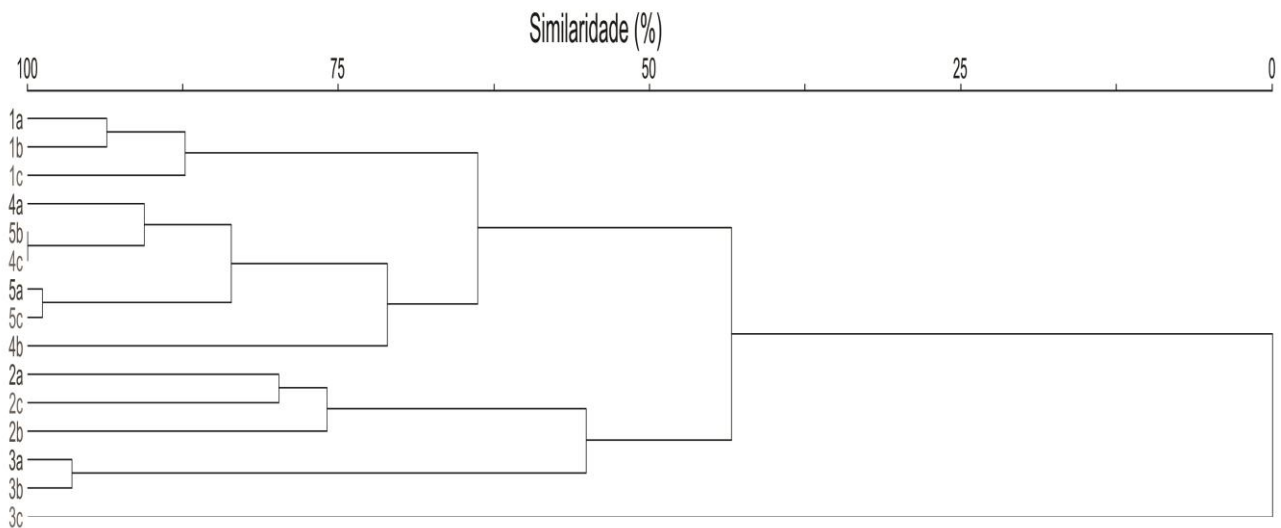 Similaridade (%)
100 75 50 25 0
1a
1b
1c
4a
5b
4c
5a
5c
4b
2a
2c
2b
3a
3b
3c